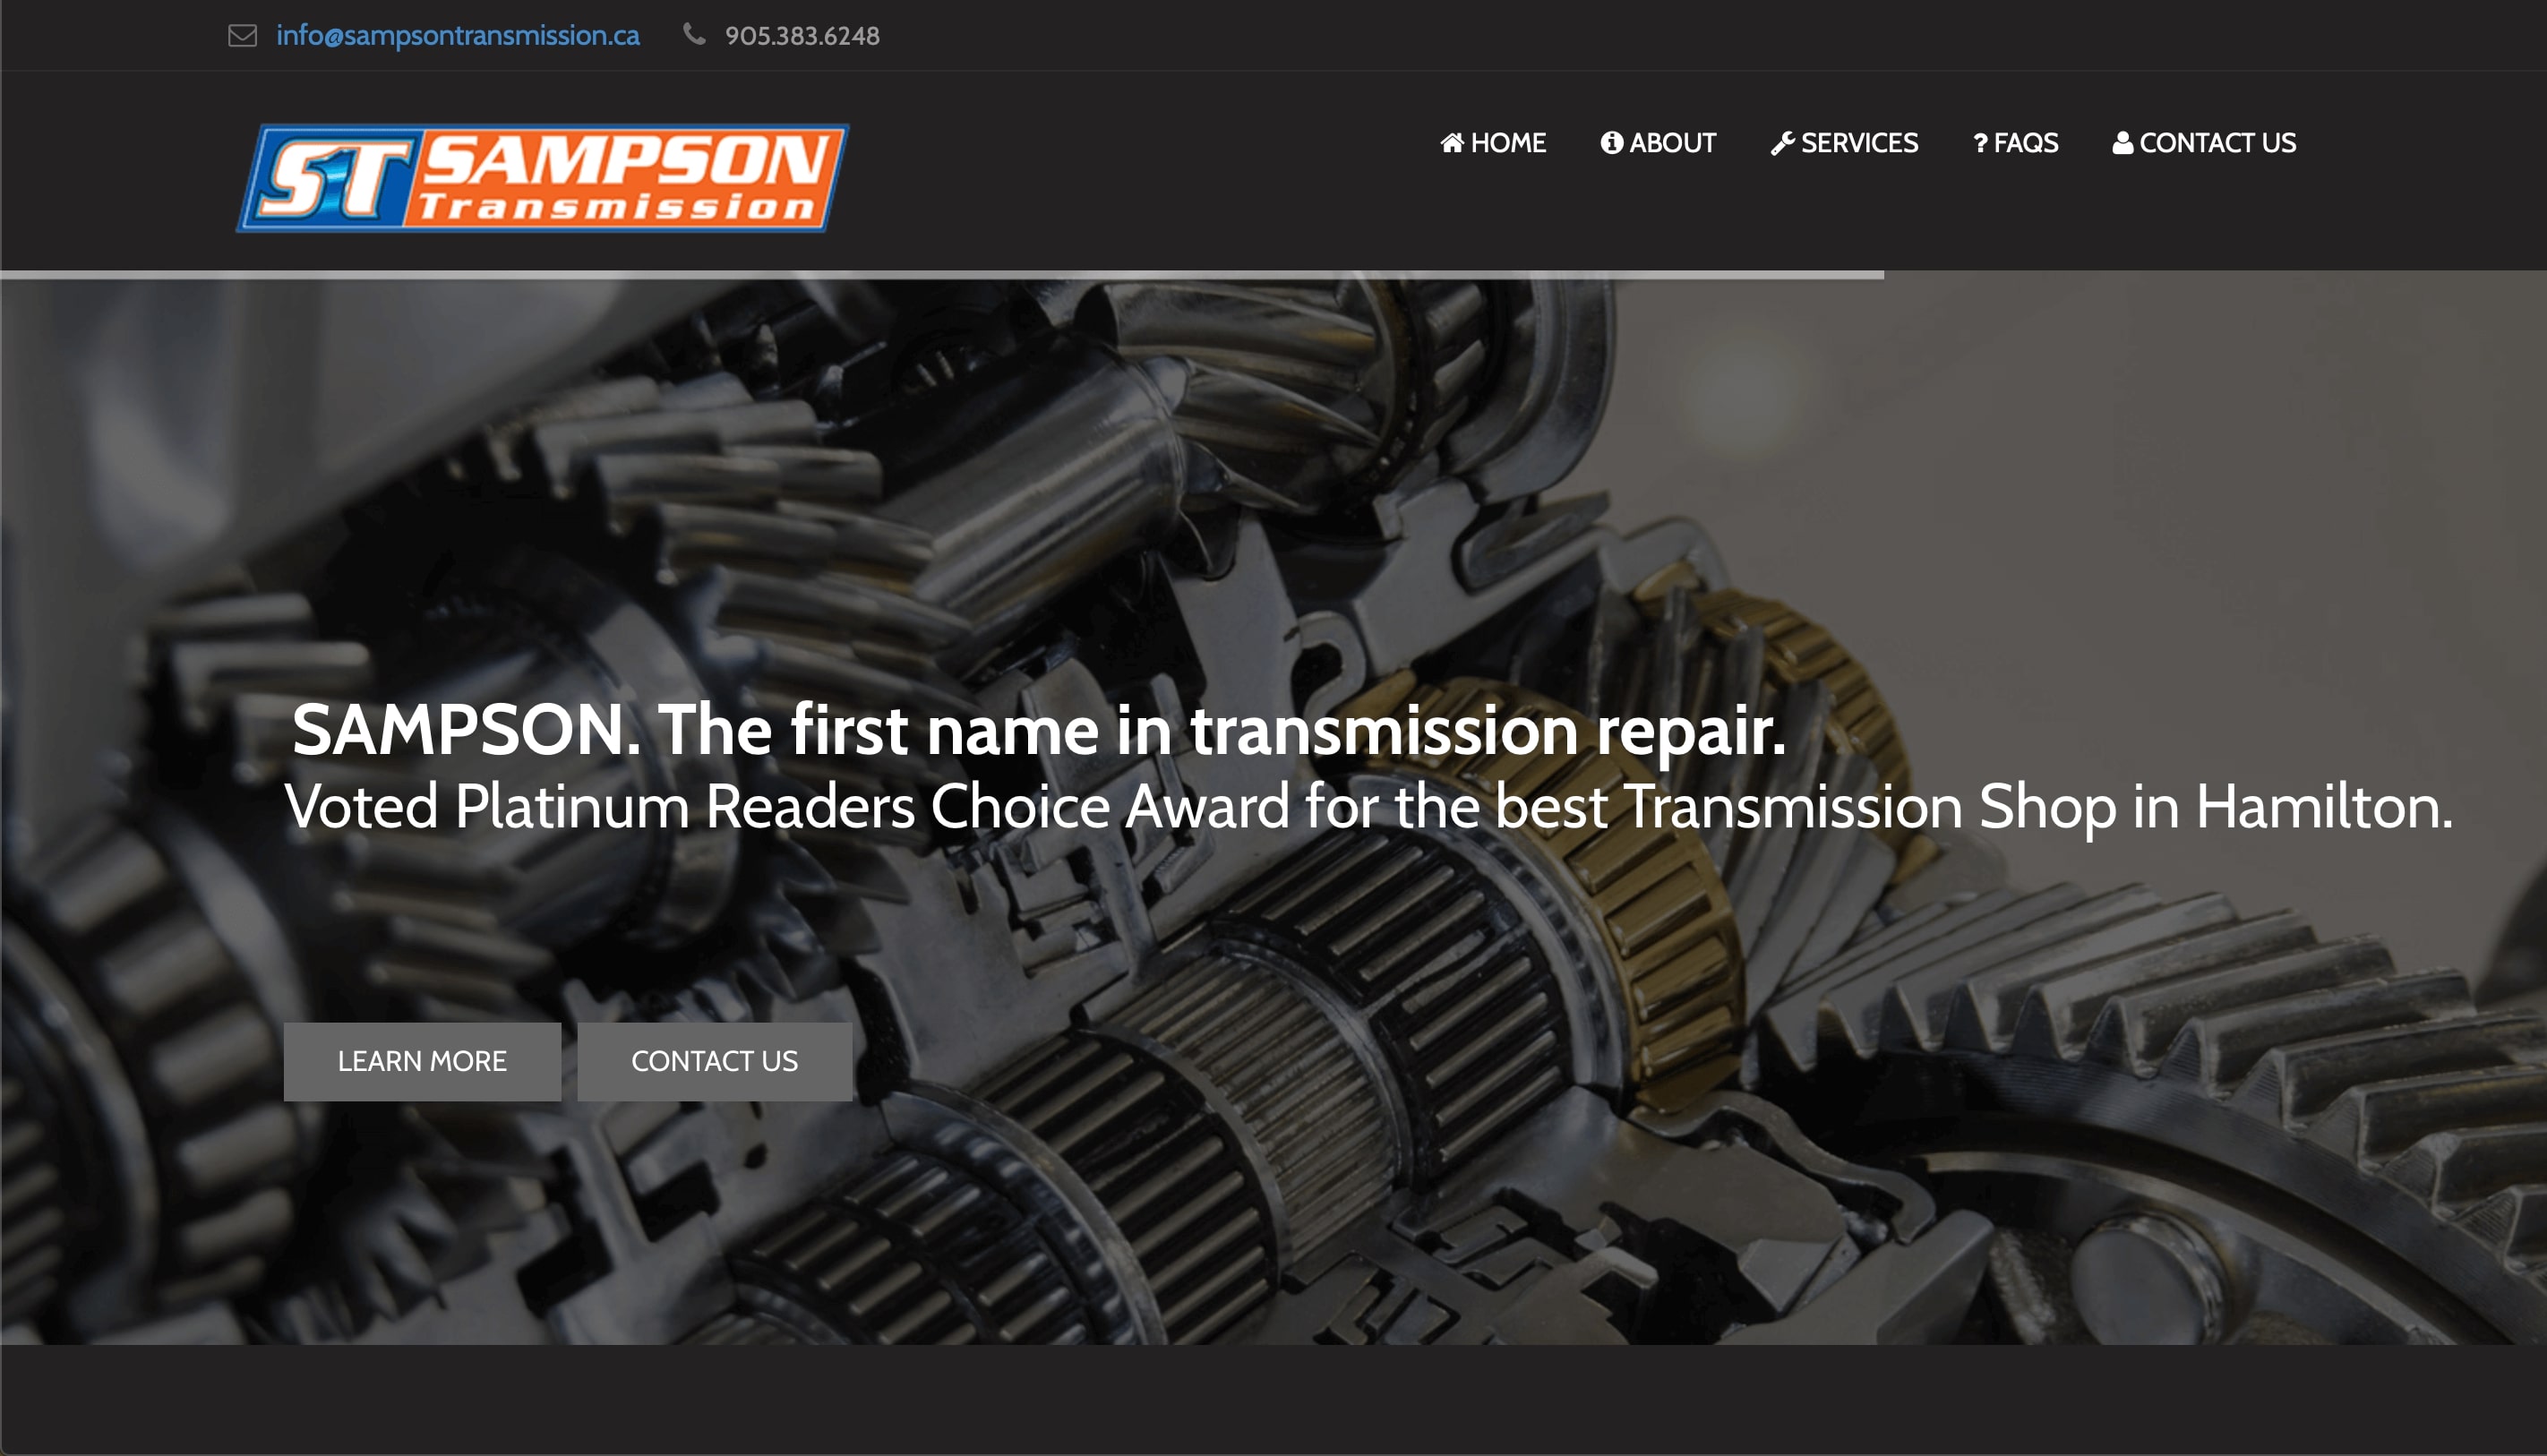 info@sampsontransmission.ca 905.383.6248
ST SAMPSON
Transmission
HOME ABOUT SERVICES ? FAQS CONTACT US
SAMPSON. The first name in transmission repair.
Voted Platinum Readers Choice Award for the best Transmission Shop in Hamilton.
LEARN MORE CONTACT US